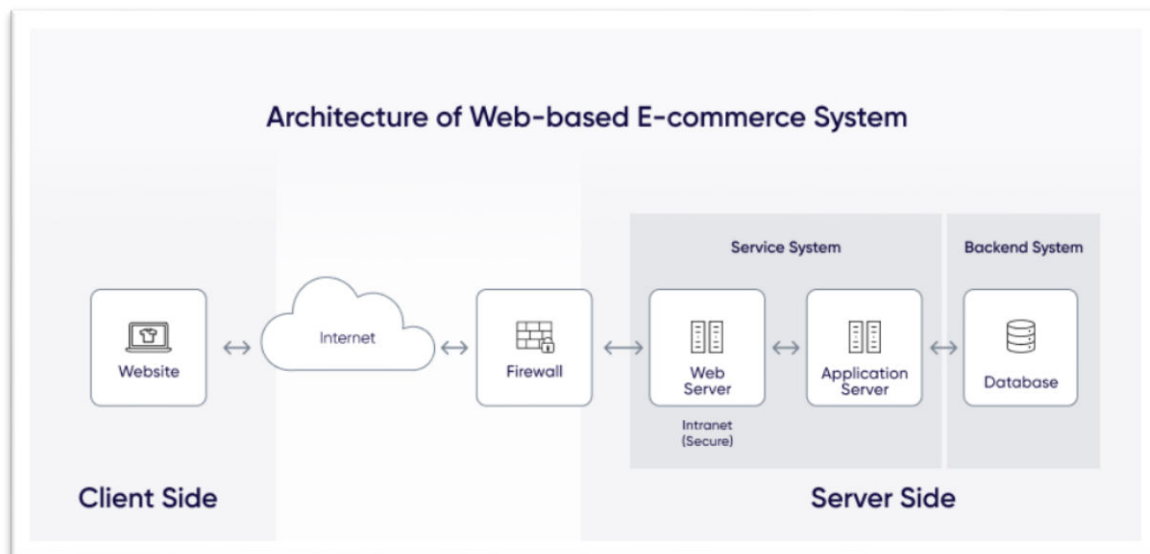 Architecture of Web-based E-commerce System
Service System
Backend System
Website
Internet
Firewall
Web
Server
Application
Server
Database
Intranet
(Secure)
Client Side
Server Side